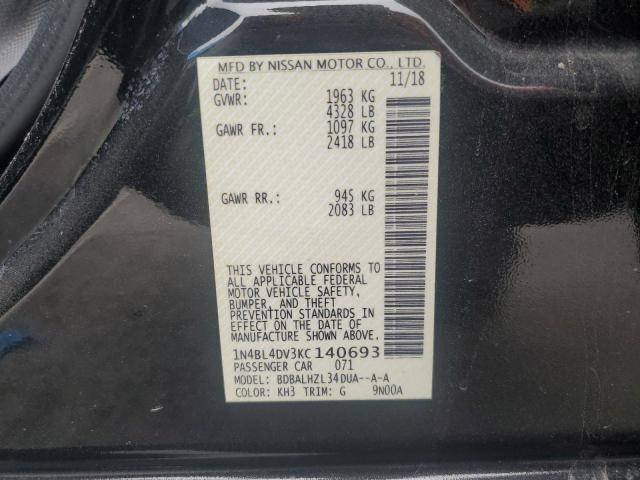 MFD BY NISSAN MOTOR CO., LTD.
DATE: 11/18
GVWR: 1963 KG
4328 LB
GAWR FR.: 1097 KG
2418 LB
GAWR RR.: 945 KG
2083 LB
THIS VEHICLE CONFORMS TO
ALL APPLICABLE FEDERAL
MOTOR VEHICLE SAFETY,
BUMPER, AND THEFT
PREVENTION STANDARDS IN
EFFECT ON THE DATE OF
MANUFACTURE SHOWN ABOVE.
1N4BL4DV3KC140693
PASSENGER CAR 071
MODEL: BDBALHZL34DUA--A-A
COLOR: KH3 TRIM: G 9N00A